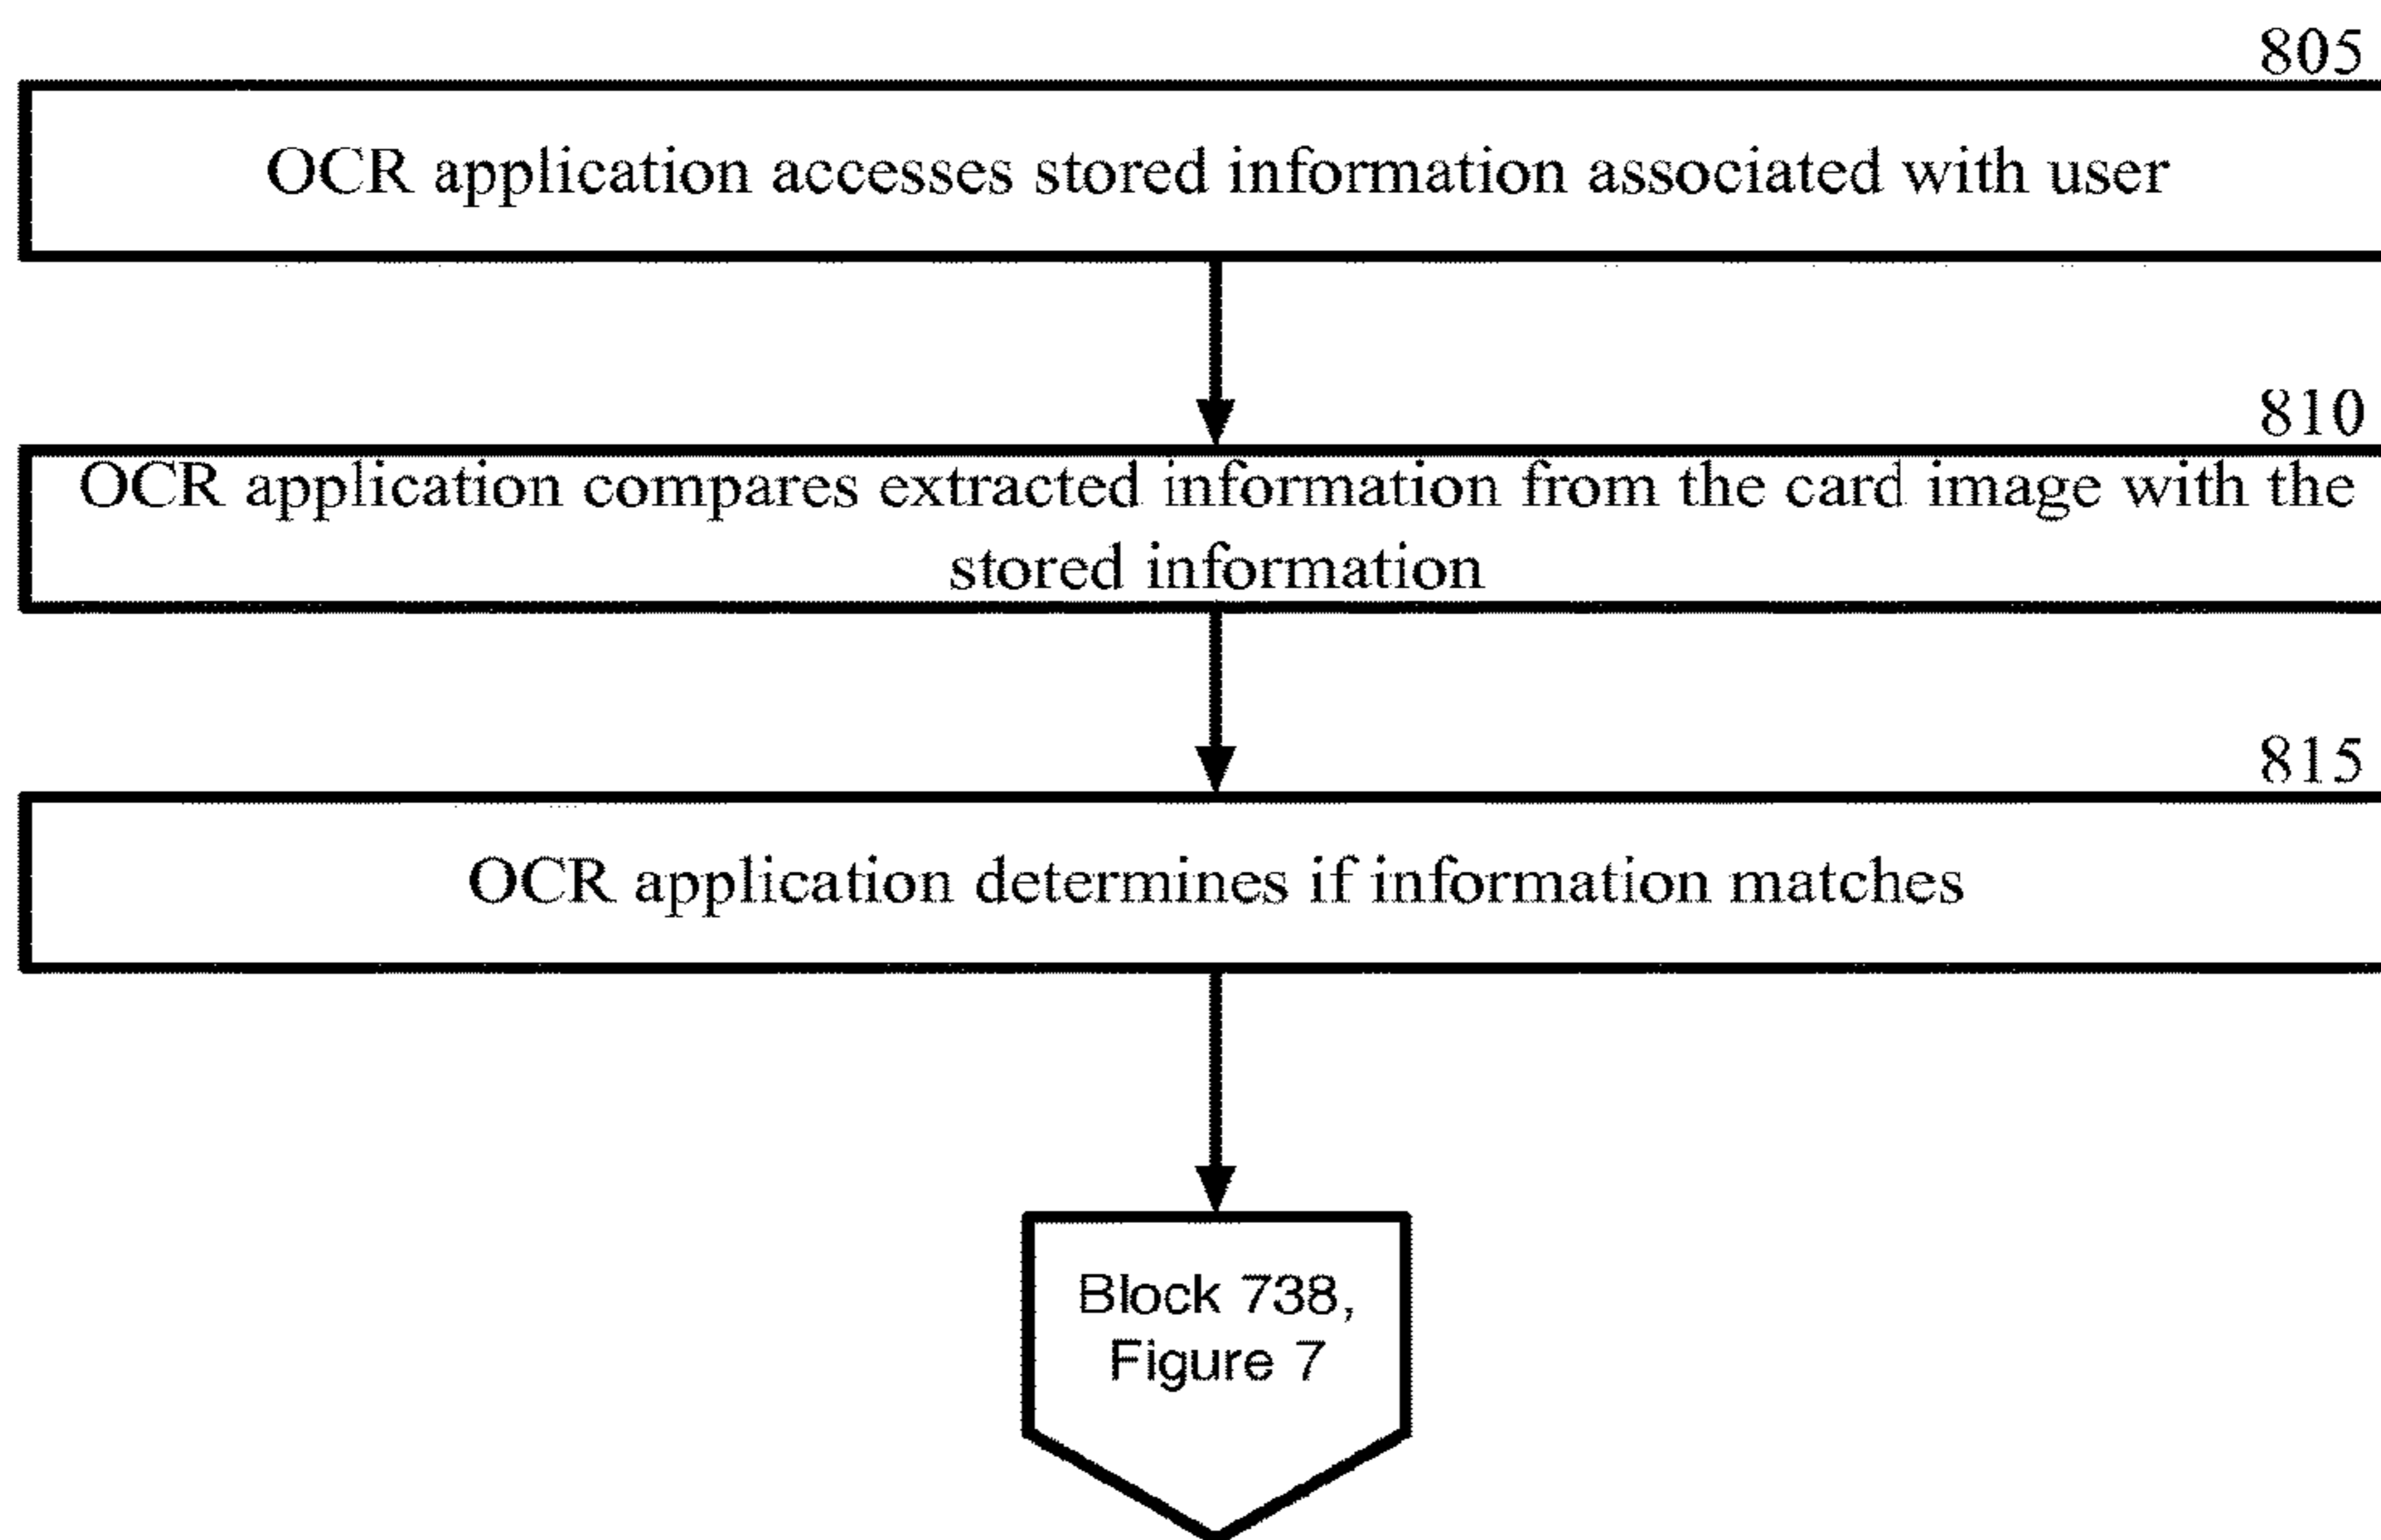 805
OCR application accesses stored information associated with user
810
OCR application compares extracted information from the card image with the
stored information
815
OCR application determines if information matches
Block 738,
Figure 7